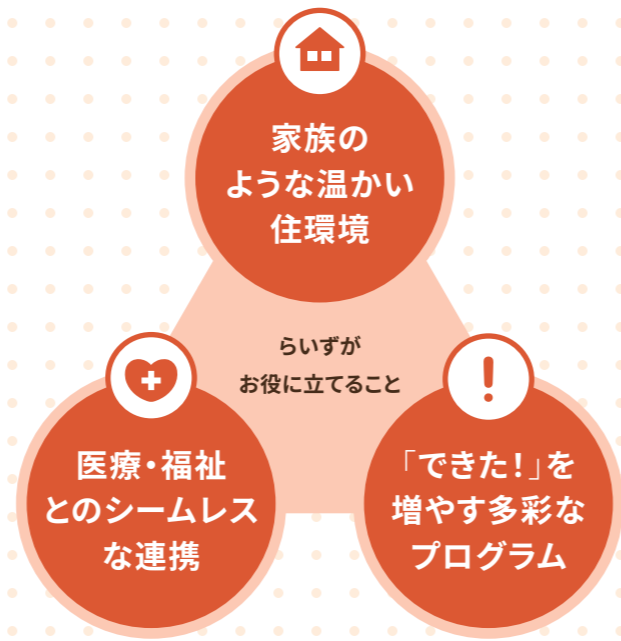 家族の
ような温かい
住環境
らいずが
お役に立てること
医療・福祉
とのシームレス
な連携
「できた!」を
増やす多彩な
プログラム